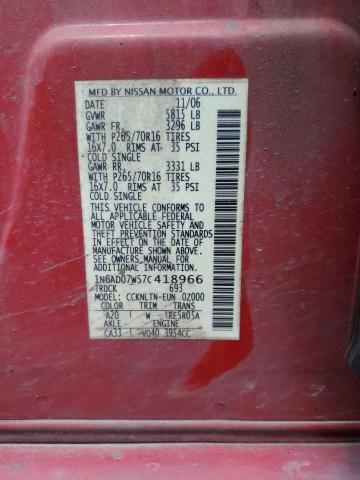 MFD BY NISSAN MOTOR CO., LTD.
DATE 11/06
GVWR 5815 LB
GAWR FR, 3296 LB
WITH P265/70R16 TIRES
16X7.0 RIMS AT 35 PSI
COLD SINGLE
GAWR RR, 3331 LB
WITH P265/70R16 TIRES
16X7.0 RIMS AT 35 PSI
COLD SINGLE
THIS VEHICLE CONFORMS TO
ALL APPLICABLE FEDERAL
MOTOR VEHICLE SAFETY AND
THEFT PREVENTION STANDARDS
IN EFFECT ON THE DATE OF
MANUFACTURE SHOWN ABOVE.
SEE OWNERS MANUAL FOR
ADDITIONAL INFORMATION.
1N6AD07W57C418966
TRUCK 693
MODEL: CCKNLTN-EUN 02000
COLOR TRIM TRANS
A20 W RE5R05A
AXLE ENGINE
CA33 VQ40 3954CC